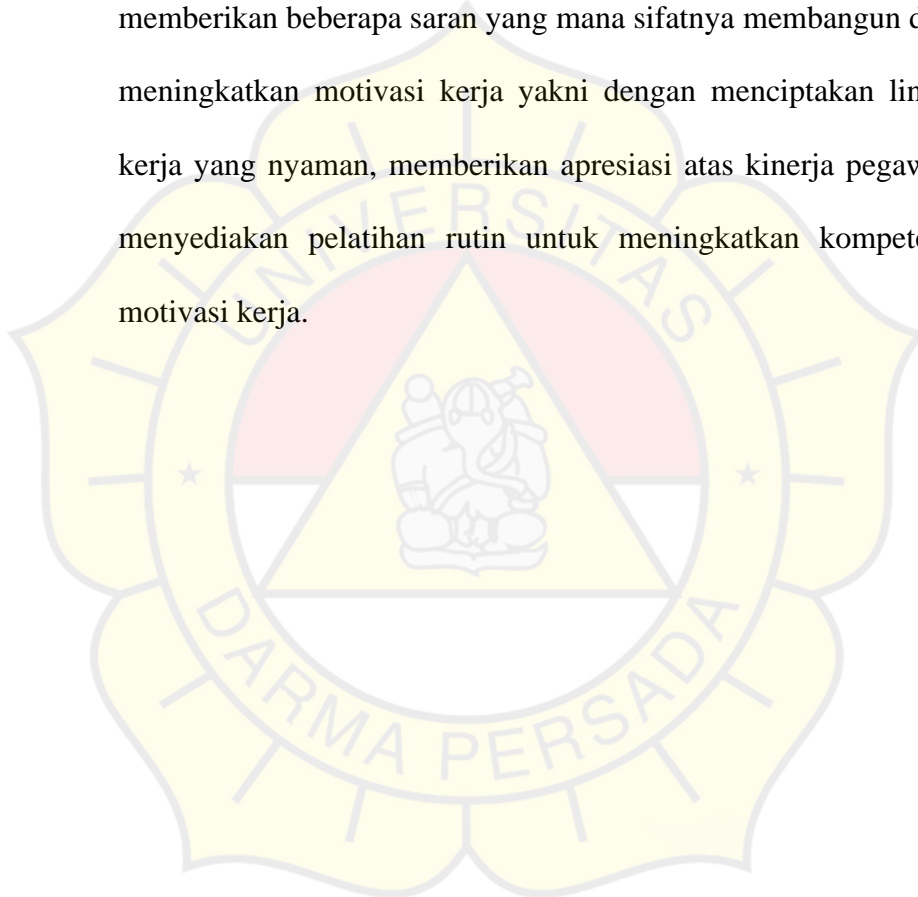 memberikan beberapa saran yang mana sifatnya membangun
meningkatkan motivasi kerja yakni dengan menciptakan
kerja yang nyaman, memberikan apresiasi atas kinerja
menyediakan pelatihan rutin untuk meningkatkan
motivasi kerja.
UNIVERSITAS
DARMA PERSADA